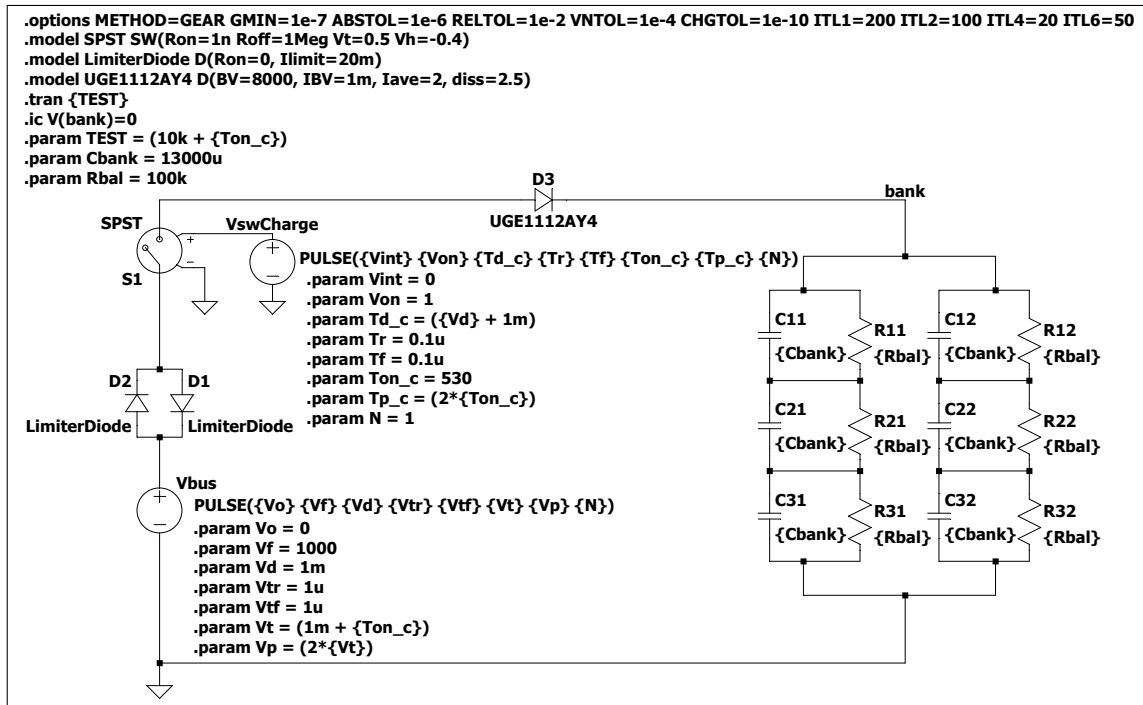 .options METHOD=GEAR GMIN=1e-7 ABSTOL=1e-6 RELTOL=1e-2 VNTOL=1e-4 CHGTOL=1e-10 ITL1=200 ITL2=100 ITL4=20 ITL6=50
.model SPST SW(Ron=1n Roff=1Meg Vt=0.5 Vh=-0.4)
.model LimiterDiode D(Ron=0, Ilimit=20m)
.model UGE1112AY4 D(BV=8000, IBV=1m, Iave=2, diss=2.5)
.tran {TEST}
.ic V(bank)=0
.param TEST = (10k + {Ton_c})
.param Cbank = 13000u
.param Rbal = 100k
D3
UGE1112AY4
bank
SPST
S1
+
−
VswCharge
+
−
PULSE({Vint} {Von} {Td_c} {Tr} {Tf} {Ton_c} {Tp_c} {N})
.param Vint = 0
.param Von = 1
.param Td_c = ({Vd} + 1m)
.param Tr = 0.1u
.param Tf = 0.1u
.param Ton_c = 530
.param Tp_c = (2*{Ton_c})
.param N = 1
D2
LimiterDiode
D1
LimiterDiode
Vbus
+
−
PULSE({Vo} {Vf} {Vd} {Vtr} {Vtf} {Vt} {Vp} {N})
.param Vo = 0
.param Vf = 1000
.param Vd = 1m
.param Vtr = 1u
.param Vtf = 1u
.param Vt = (1m + {Ton_c})
.param Vp = (2*{Vt})
C11
{Cbank}
R11
{Rbal}
C12
{Cbank}
R12
{Rbal}
C21
{Cbank}
R21
{Rbal}
C22
{Cbank}
R22
{Rbal}
C31
{Cbank}
R31
{Rbal}
C32
{Cbank}
R32
{Rbal}